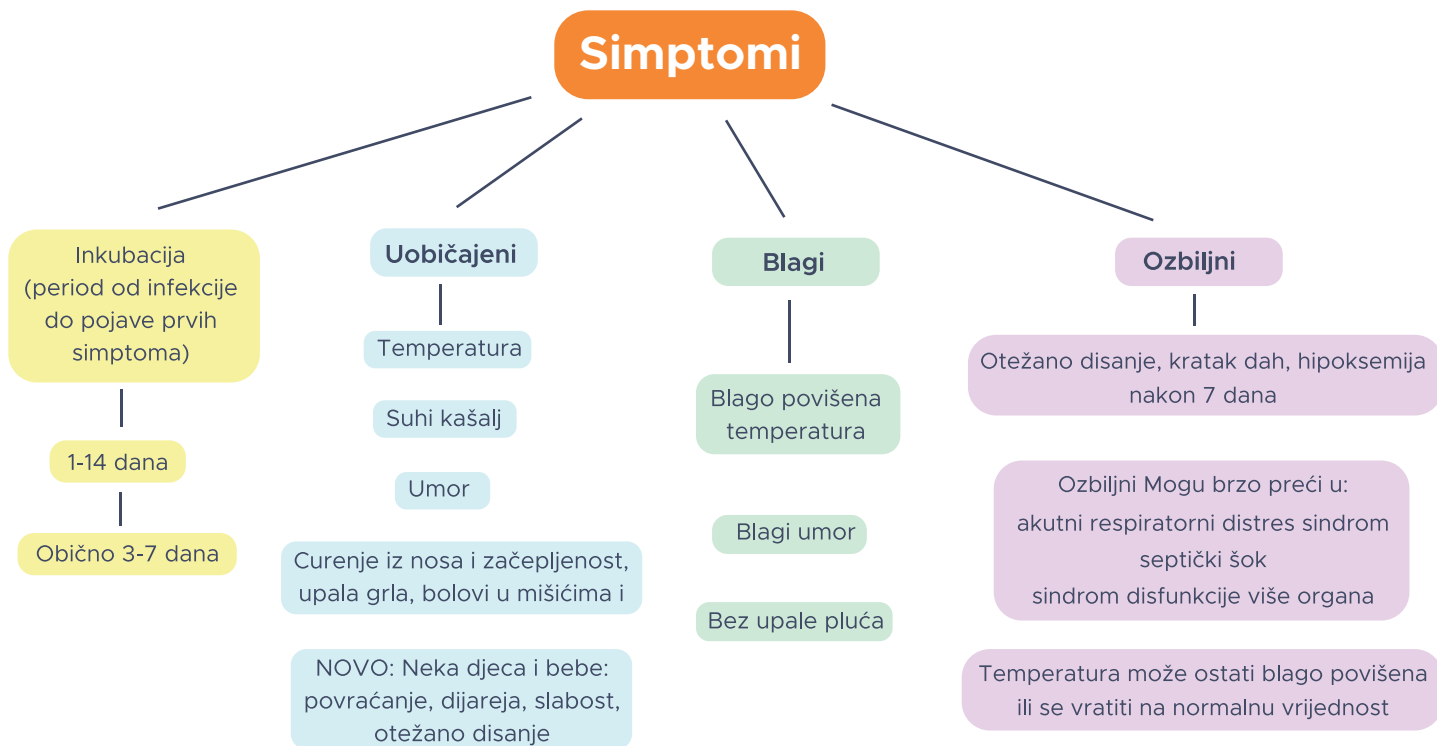 Simptomi
Inkubacija
(period od infekcije
do pojave prvih
simptoma)
1-14 dana
Obično 3-7 dana
Uobičajeni
Temperatura
Suhi kašalj
Umor
Curenje iz nosa i začepljenost,
upala grla, bolovi u mišićima i
NOVO: Neka djeca i bebe:
povraćanje, dijareja, slabost,
otežano disanje
Blagi
Blago povišena
temperatura
Blagi umor
Bez upale pluća
Ozbiljni
Otežano disanje, kratak dah, hipoksemija
nakon 7 dana
Ozbiljni Mogu brzo preći u:
akutni respiratorni distres sindrom
septički šok
sindrom disfunkcije više organa
Temperatura može ostati blago povišena
ili se vratiti na normalnu vrijednost